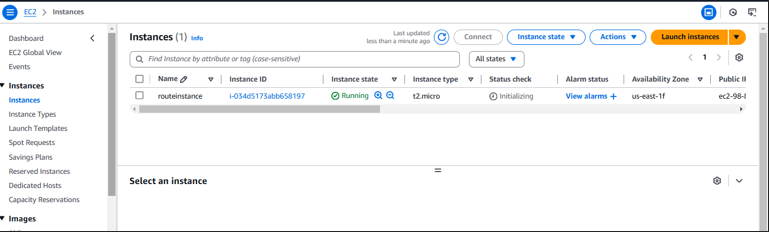 EC2 > Instances
Instances (1) Info
Last updated
less than a minute ago
Connect
Instance state
Actions
Launch instances
Find Instance by attribute or tag (case-sensitive)
All states
1
Name
Instance ID
Instance state
Instance type
Status check
Alarm status
Availability Zone
Public I
routeinstance
i-034d5173abb658197
Running
t2.micro
Initializing
View alarms +
us-east-1f
ec2-98-8
Select an instance
Dashboard
EC2 Global View
Events
Instances
Instances
Instance Types
Launch Templates
Spot Requests
Savings Plans
Reserved Instances
Dedicated Hosts
Capacity Reservations
Images